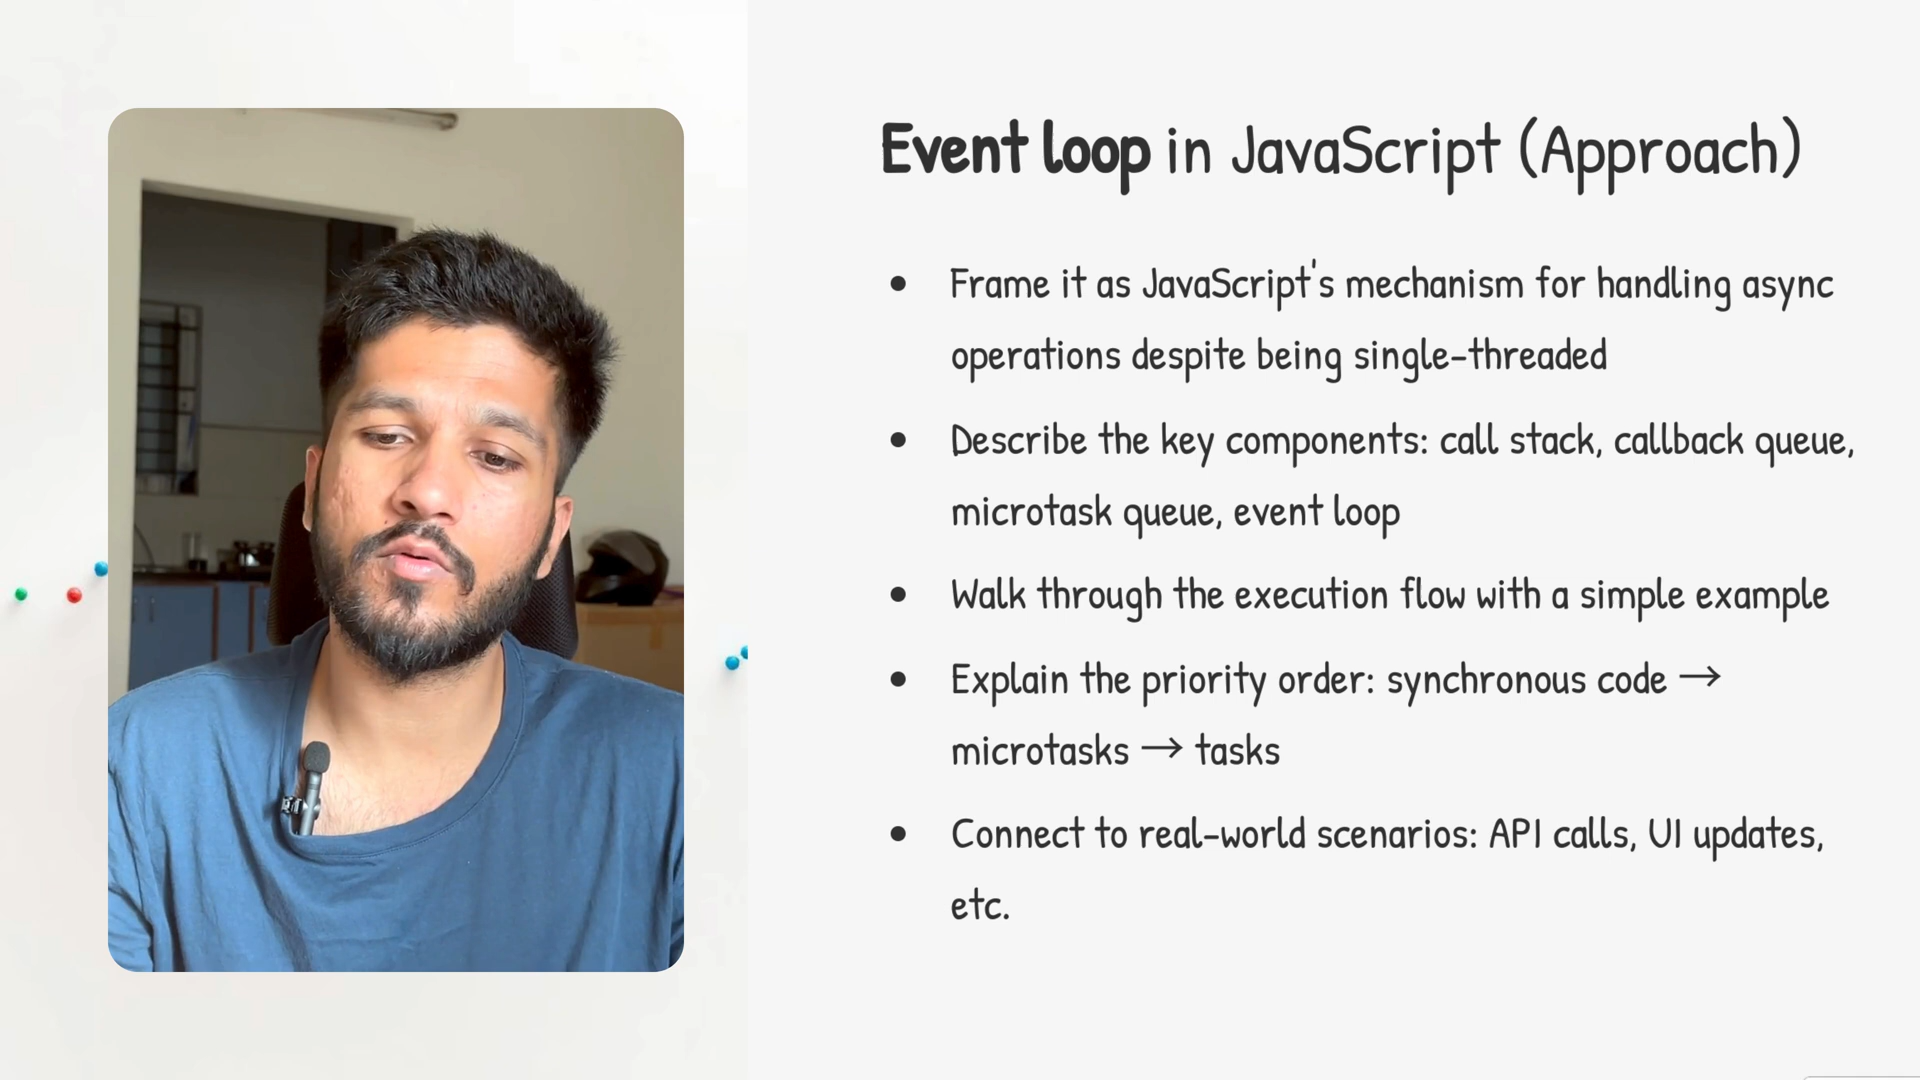 Event loop in JavaScript (Approach)
• Frame it as JavaScript's mechanism for handling async
operations despite being single-threaded
• Describe the key components: call stack, callback queue,
microtask queue, event loop
• Walk through the execution flow with a simple example
• Explain the priority order: synchronous code →
microtasks → tasks
• Connect to real-world scenarios: API calls, UI updates,
etc.